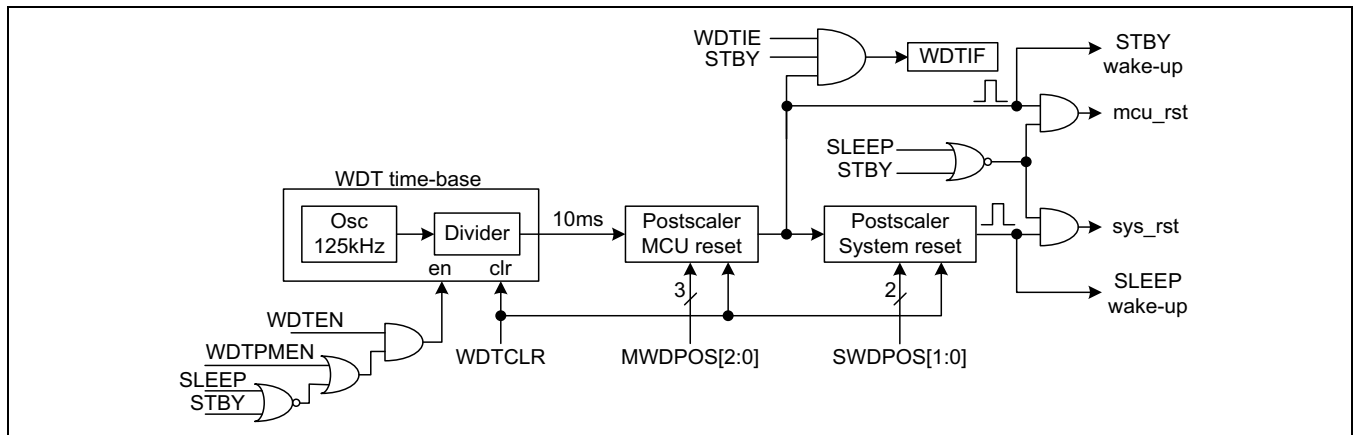 WDTIE
STBY
WDTIF
STBY
wake-up
mcu_rst
SLEEP
STBY
WDT time-base
Osc
125kHz
Divider
en
clr
10ms
Postscaler
MCU reset
Postscaler
System reset
sys_rst
SLEEP
wake-up
3
2
WDTEN
WDTPMEN
SLEEP
STBY
WDTCLR
MWDPOS[2:0]
SWDPOS[1:0]